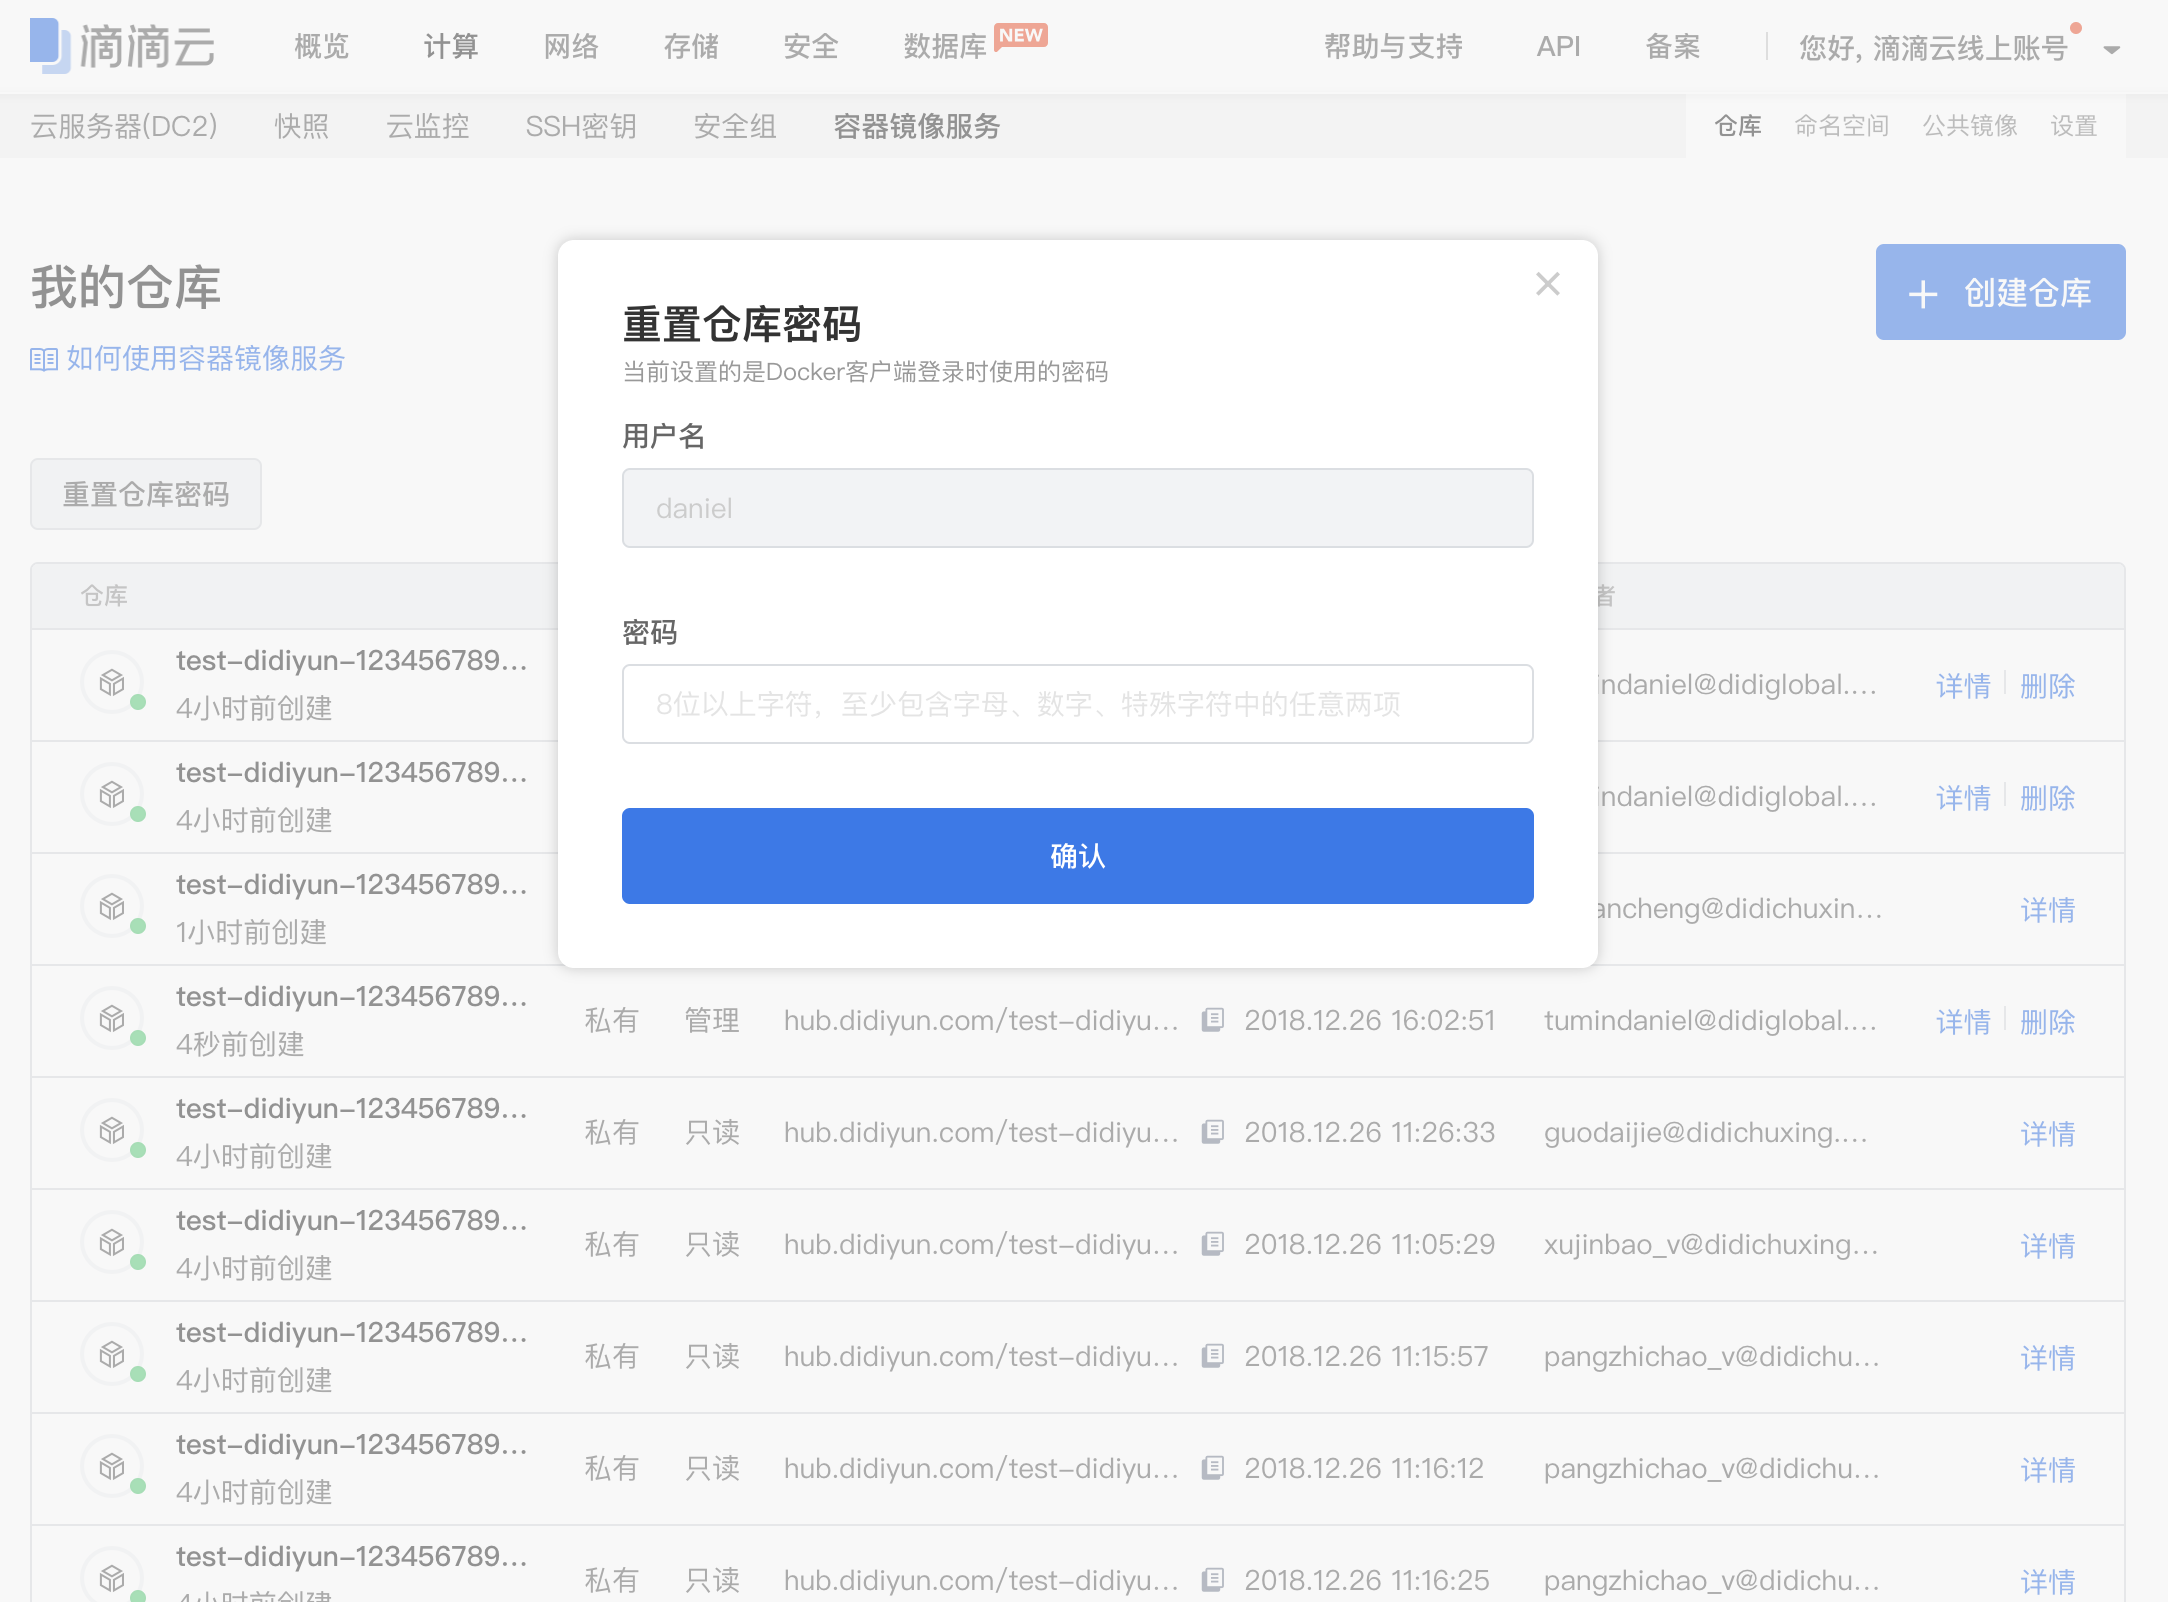 滴滴云
概览 计算 网络 存储 安全 数据库 NEW 帮助与支持 API 备案 您好, 滴滴云线上账号
云服务器(DC2) 快照 云监控 SSH密钥 安全组 容器镜像服务 仓库 命名空间 公共镜像 设置
我的仓库
如何使用容器镜像服务
创建仓库
重置仓库密码
重置仓库密码
当前设置的是Docker客户端登录时使用的密码
用户名
daniel
密码
8位以上字符，至少包含字母、数字、特殊字符中的任意两项
确认
仓库 者
test-didiyun-123456789...
4小时前创建
indaniel@didiglobal.... 详情 删除
test-didiyun-123456789...
4小时前创建
indaniel@didiglobal.... 详情 删除
test-didiyun-123456789...
1小时前创建
ancheng@didichuxin... 详情
test-didiyun-123456789...
4秒前创建
私有 管理 hub.didiyun.com/test-didiyu... 2018.12.26 16:02:51 tumindaniel@didiglobal.... 详情 删除
test-didiyun-123456789...
4小时前创建
私有 只读 hub.didiyun.com/test-didiyu... 2018.12.26 11:26:33 guodaijie@didichuxing.... 详情
test-didiyun-123456789...
4小时前创建
私有 只读 hub.didiyun.com/test-didiyu... 2018.12.26 11:05:29 xujinbao_v@didichuxing... 详情
test-didiyun-123456789...
4小时前创建
私有 只读 hub.didiyun.com/test-didiyu... 2018.12.26 11:15:57 pangzhichao_v@didichu... 详情
test-didiyun-123456789...
4小时前创建
私有 只读 hub.didiyun.com/test-didiyu... 2018.12.26 11:16:12 pangzhichao_v@didichu... 详情
test-didiyun-123456789...
4小时前创建
私有 只读 hub.didiyun.com/test-didiyu... 2018.12.26 11:16:25 pangzhichao_v@didichu... 详情